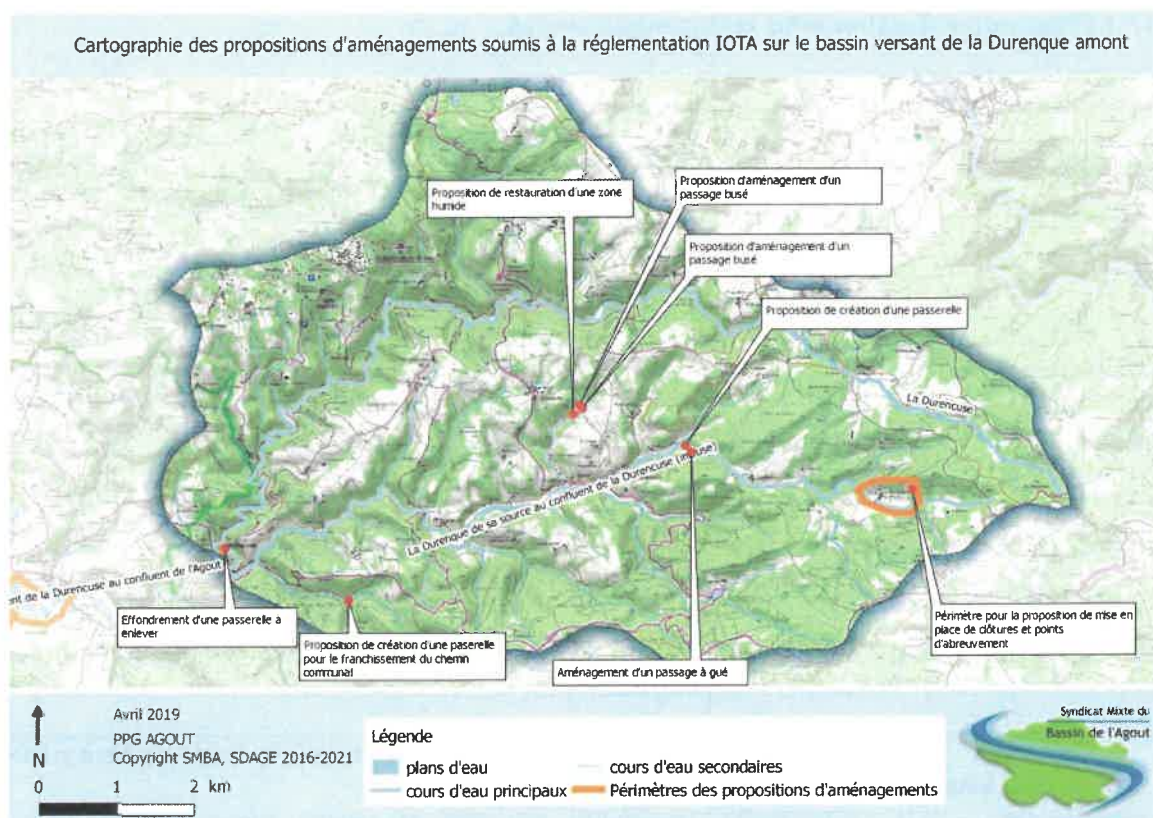 Cartographie des propositions d'aménagements soumis à la réglementation IOTA sur le bassin versant de la Durenque amont
Proposition de restauration d'une zone
humide
Proposition d'aménagement d'un
passage busé
Proposition d'aménagement d'un
passage busé
Proposition de création d'une passerelle
La Durencuse
La Durenque de sa source au confluent de la Durencuse (incluse)
ent de la Durencuse au confluent de l'Agout
Effondrement d'une passerelle a
enlever
Proposition de création d'une paserelle
pour le franchissement du chemin
communal
Aménagement d'un passage à gué
Périmètre pour la proposition de mise en
place de clôtures et points
d'abreuvement
N
0 1 2 km
Avril 2019
PPG AGOUT
Copyright SMBA, SDAGE 2016-2021
Légende
plans d'eau
cours d'eau secondaires
cours d'eau principaux
Périmètres des propositions d'aménagements
Syndicat Mixte du
Bassin de l'Agout